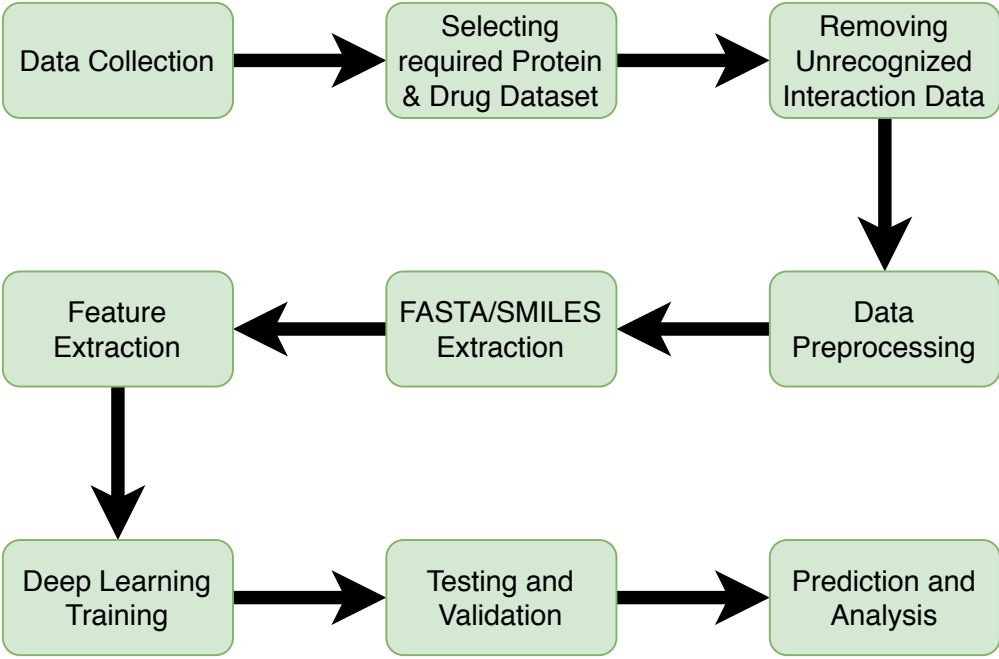 Data Collection
Selecting
required Protein
& Drug Dataset
Removing
Unrecognized
Interaction Data
Data
Preprocessing
FASTA/SMILES
Extraction
Feature
Extraction
Deep Learning
Training
Testing and
Validation
Prediction and
Analysis